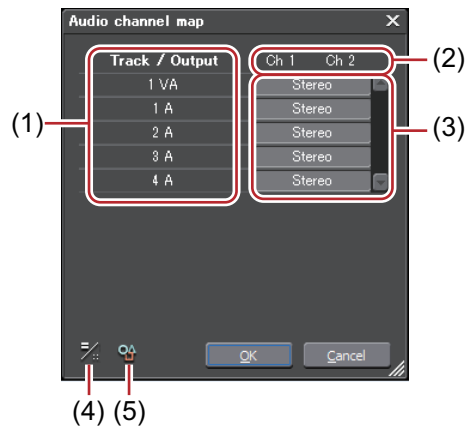 Audio channel map
Track / Output Ch 1 Ch 2 (2)
1 VA Stereo
(1) 1 A Stereo (3)
2 A Stereo
3 A Stereo
4 A Stereo
OK Cancel
(4) (5)